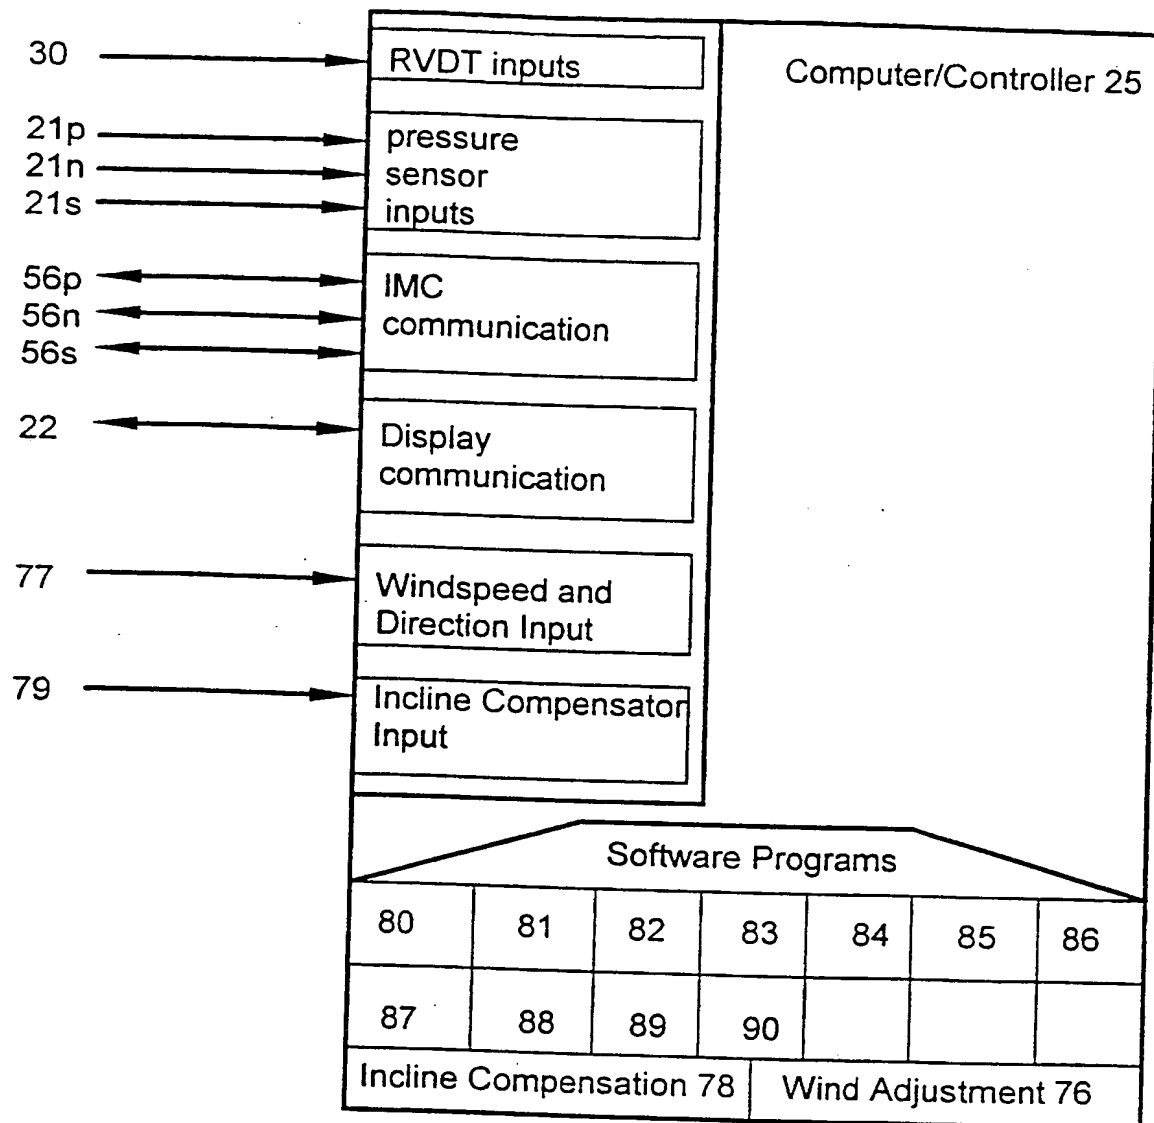 30
RVDT inputs
Computer/Controller 25
21p
21n
21s
pressure
sensor
inputs
56p
56n
56s
IMC
communication
22
Display
communication
77
Windspeed and
Direction Input
79
Incline Compensator
Input
Software Programs
80 81 82 83 84 85 86
87 88 89 90
Incline Compensation 78
Wind Adjustment 76